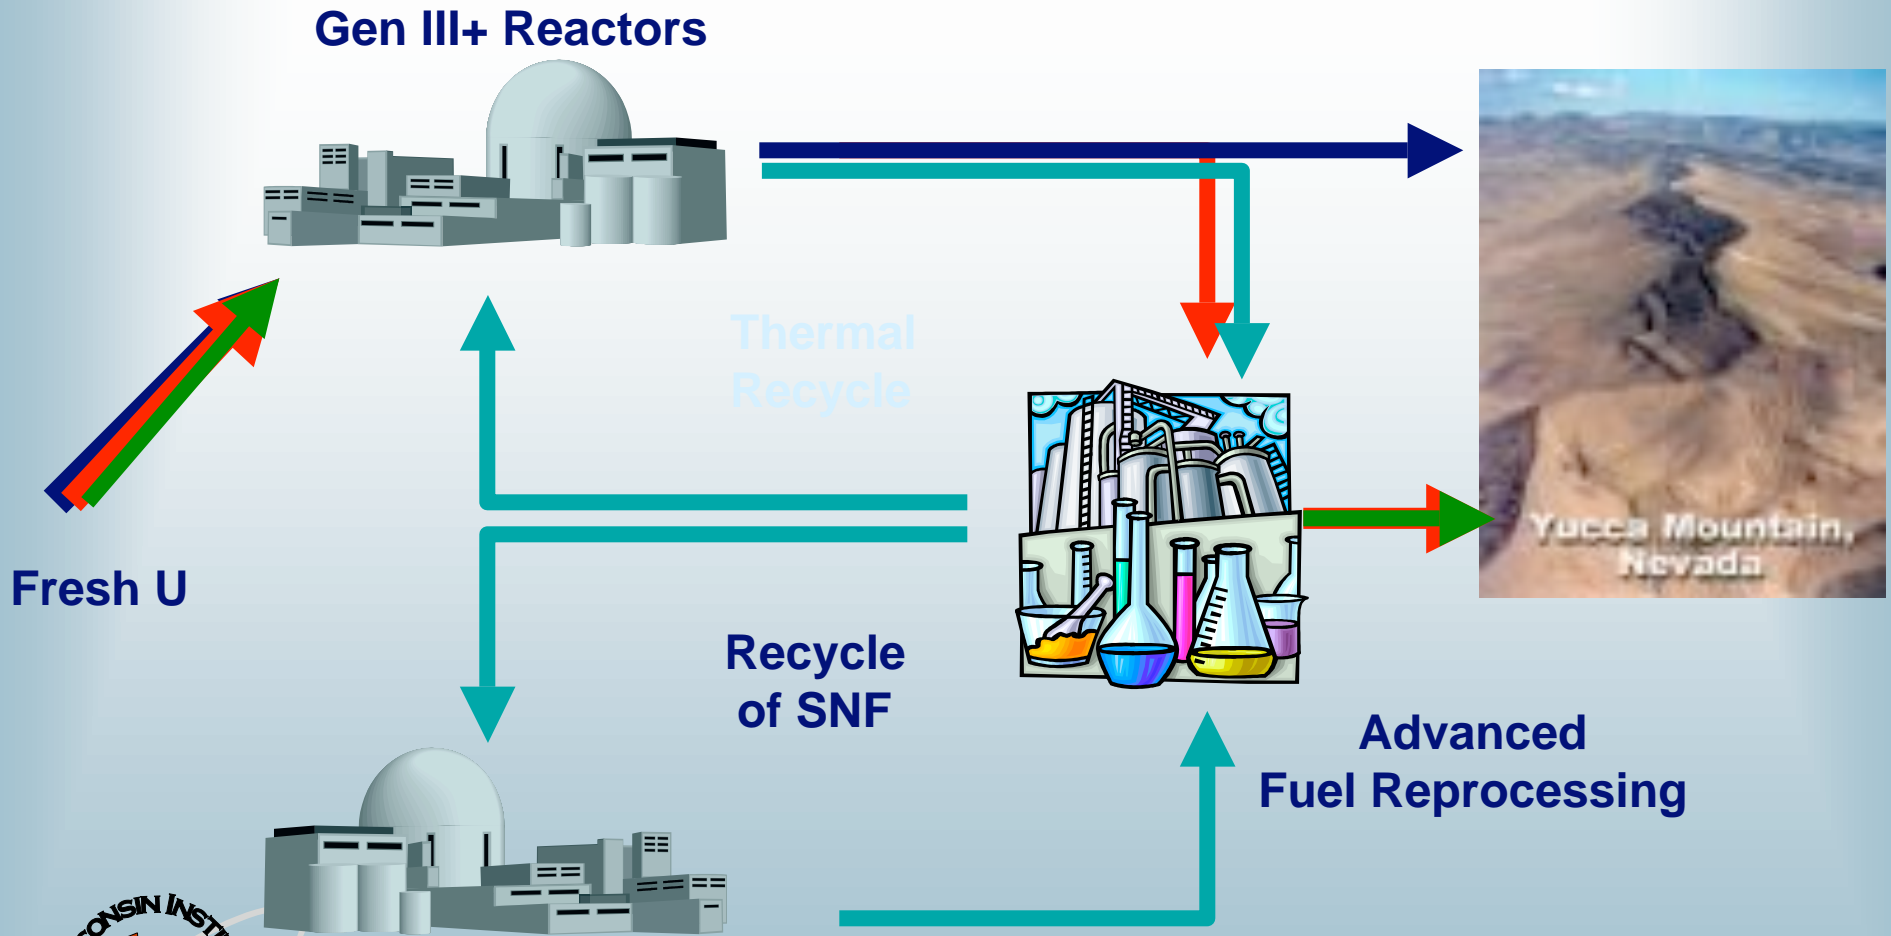 Gen III+ Reactors
Thermal
Recycle
Yucca Mountain,
Nevada
Fresh U
Recycle
of SNF
Advanced
Fuel Reprocessing